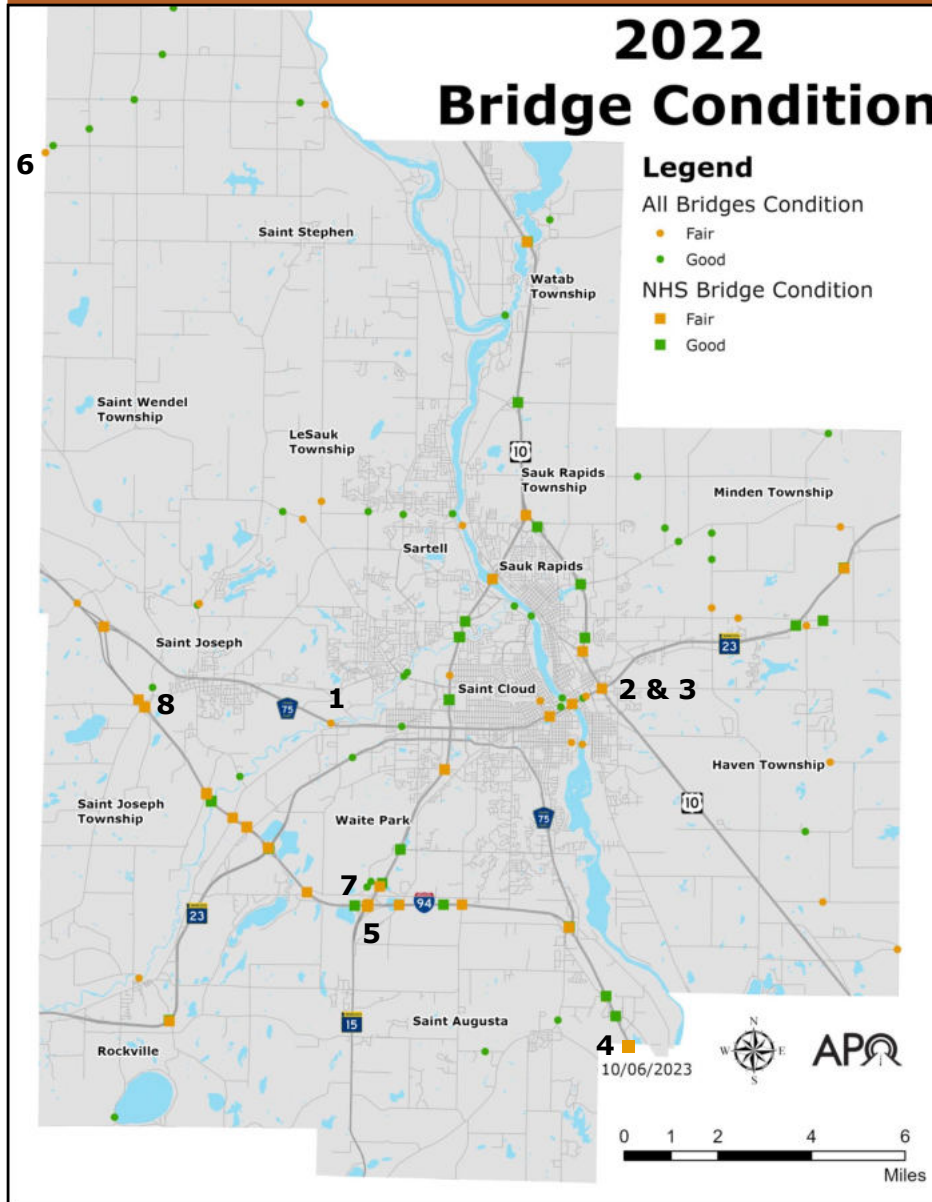 2022
Bridge Condition
Legend
All Bridges Condition
Fair
Good
NHS Bridge Condition
Fair
Good
6
Saint Stephen
Watab
Township
Saint Wendel
Township
LeSauk
Township
10
Sauk Rapids
Township
Minden Township
Sartell
Sauk Rapids
Saint Joseph
23
1
Saint Cloud
2 & 3
8
75
Haven Township
10
Saint Joseph
Township
Waite Park
75
7
94
23
5
15
Saint Augusta
Rockville
4
10/06/2023
N
W
E
S
APO
0 1 2 4 6
Miles